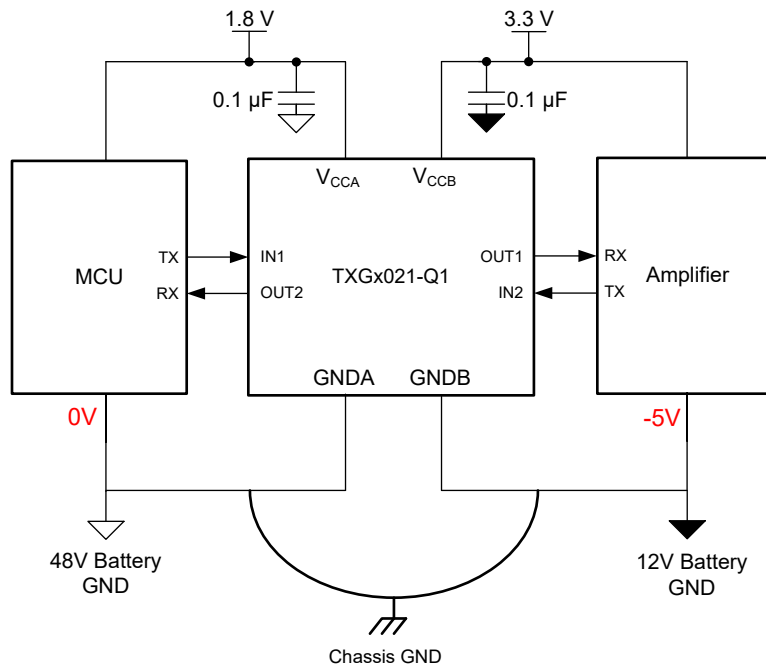 1.8 V
3.3 V
0.1 µF
0.1 µF
VCCA
VCCB
MCU
TX
RX
IN1
OUT2
TXGx021-Q1
OUT1
IN2
RX
TX
Amplifier
GNDA
GNDB
0V
-5V
48V Battery
GND
12V Battery
GND
Chassis GND